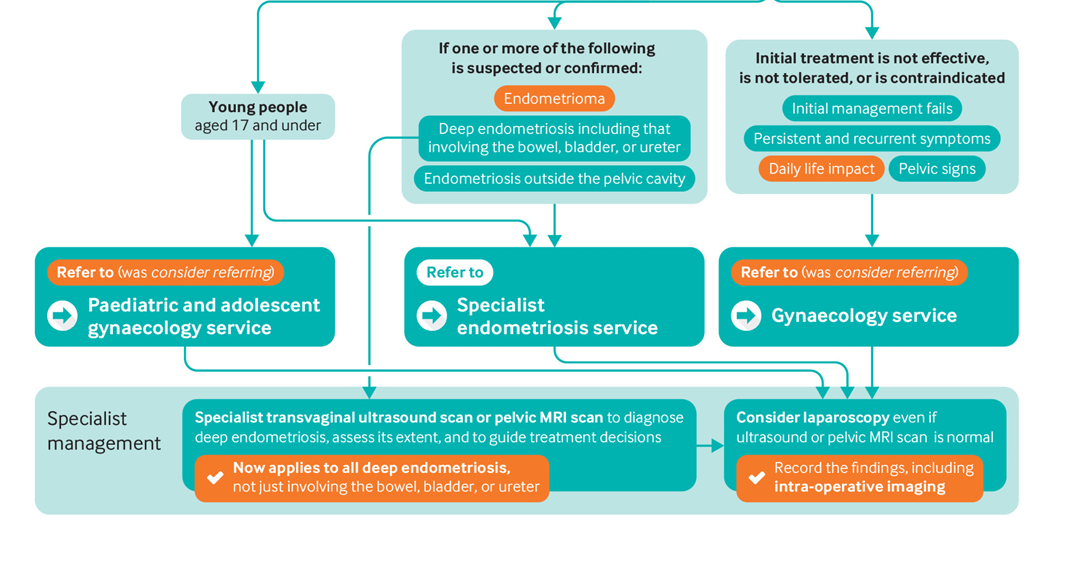 If one or more of the following
is suspected or confirmed:
Endometrioma
Deep endometriosis including that
involving the bowel, bladder, or ureter
Endometriosis outside the pelvic cavity
Initial treatment is not effective,
is not tolerated, or is contraindicated
Initial management fails
Persistent and recurrent symptoms
Daily life impact
Pelvic signs
Young people
aged 17 and under
Refer to (was consider referring)
Paediatric and adolescent
gynaecology service
Refer to
Specialist
endometriosis service
Refer to (was consider referring)
Gynaecology service
Specialist
management
Specialist transvaginal ultrasound scan or pelvic MRI scan to diagnose
deep endometriosis, assess its extent, and to guide treatment decisions
Now applies to all deep endometriosis,
not just involving the bowel, bladder, or ureter
Consider laparoscopy even if
ultrasound or pelvic MRI scan is normal
Record the findings, including
intra-operative imaging